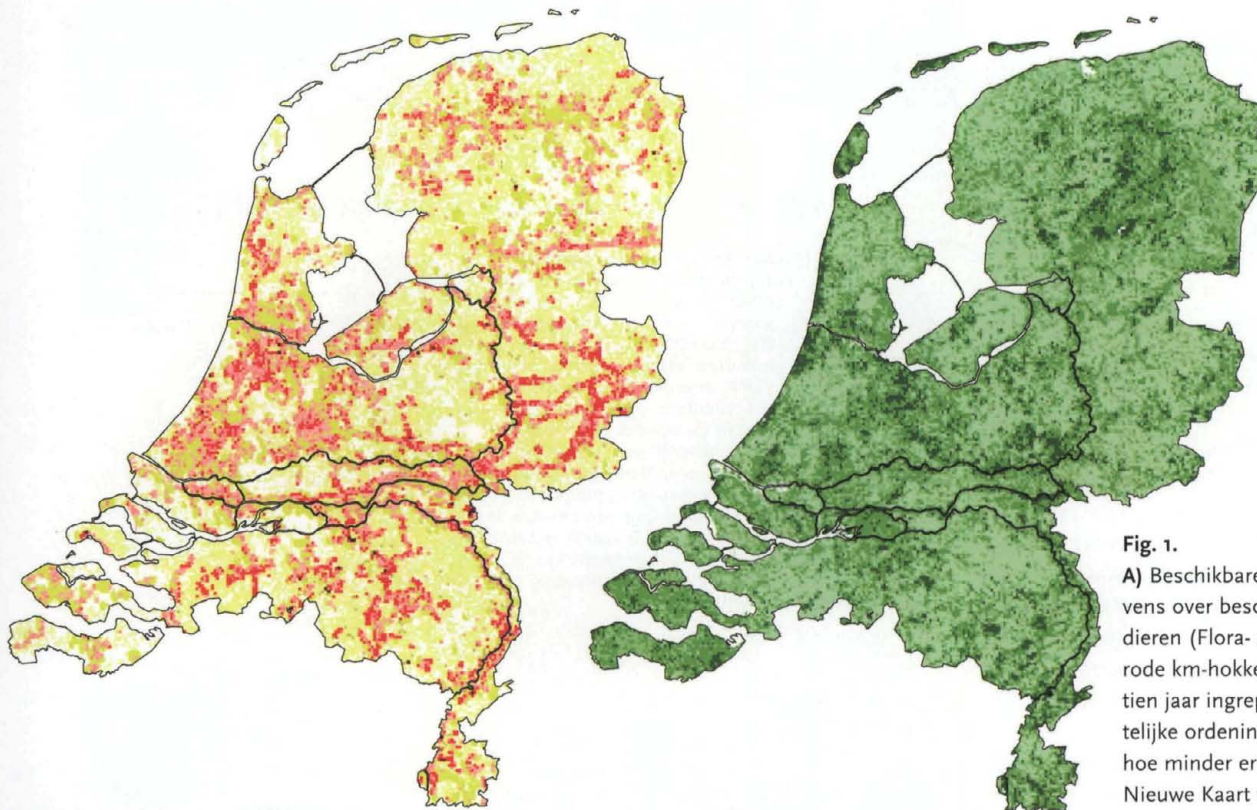 Fig. 1.
A) Beschikbare
vens over besc
dieren (Flora-
rode km-hokke
tien jaar ingrep
telijke ordenin
hoe minder er
Nieuwe Kaart